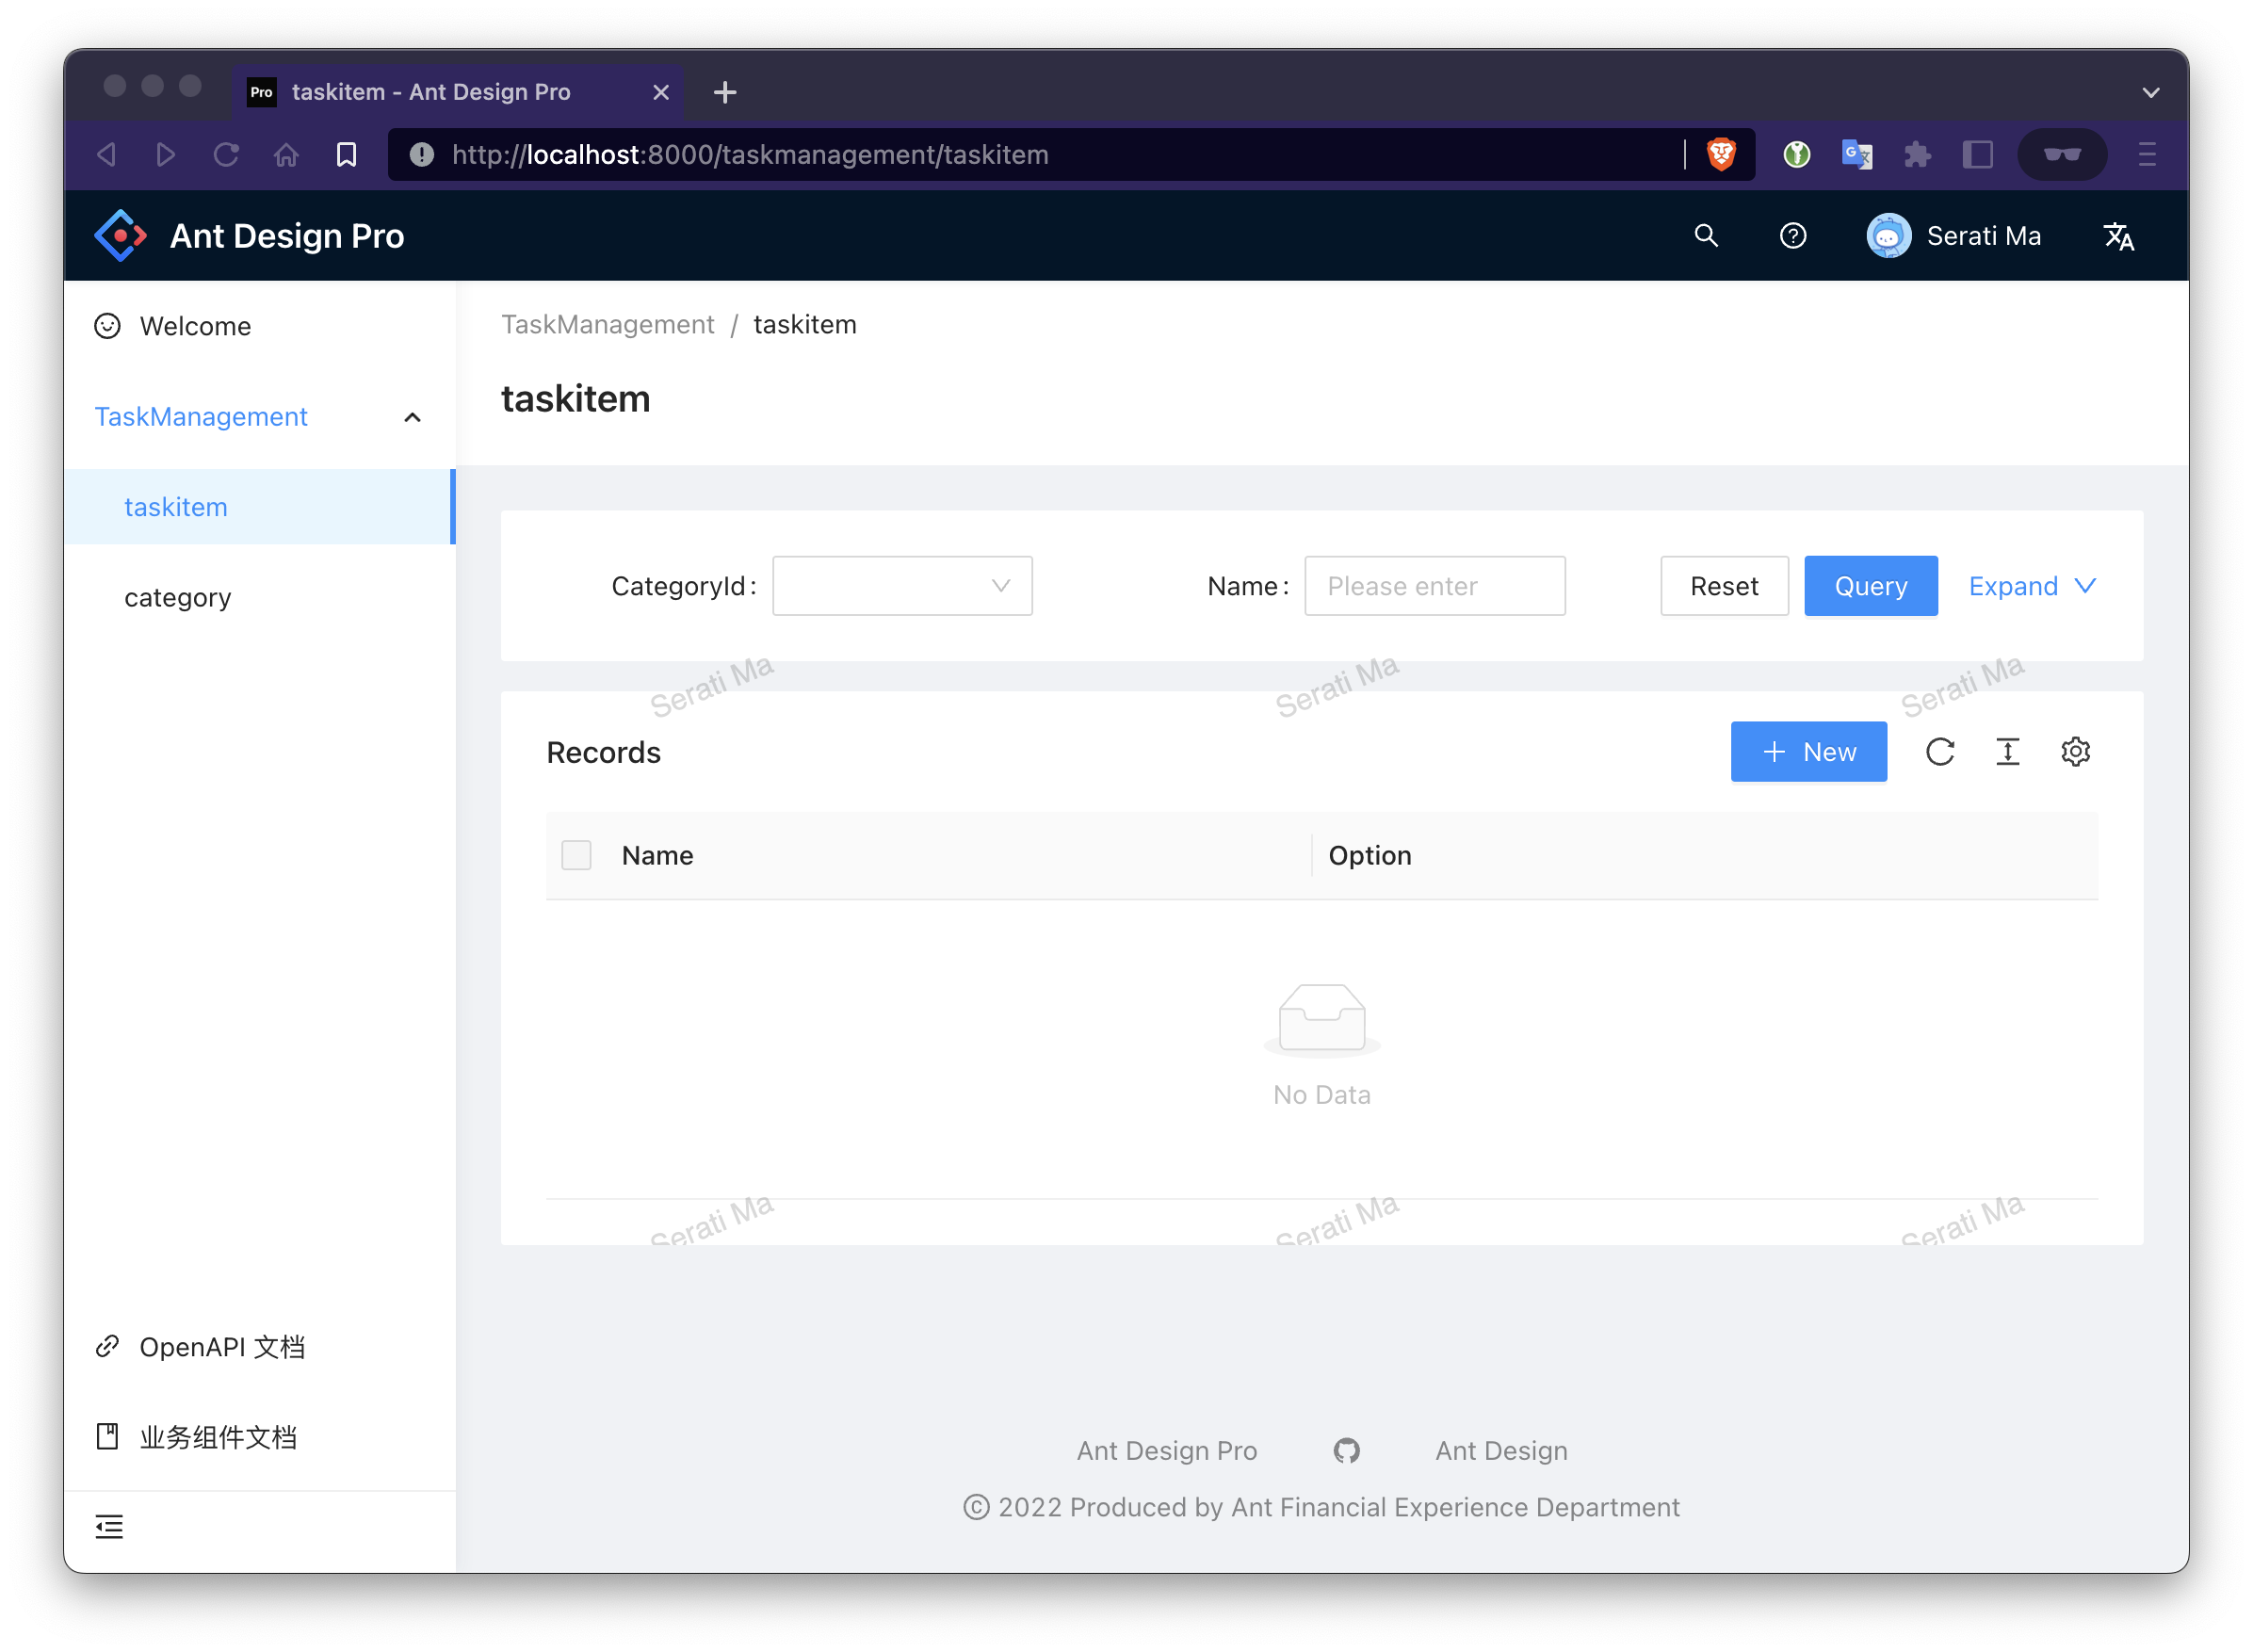 Pro taskitem - Ant Design Pro
http://localhost:8000/taskmanagement/taskitem
Ant Design Pro
Serati Ma
Welcome
TaskManagement
taskitem
category
OpenAPI 文档
业务组件文档
TaskManagement / taskitem
taskitem
CategoryId:
Name: Please enter
Reset
Query
Expand
Serati Ma Serati Ma Serati Ma
Records
New
Name Option
No Data
Serati Ma Serati Ma Serati Ma
Ant Design Pro Ant Design
© 2022 Produced by Ant Financial Experience Department